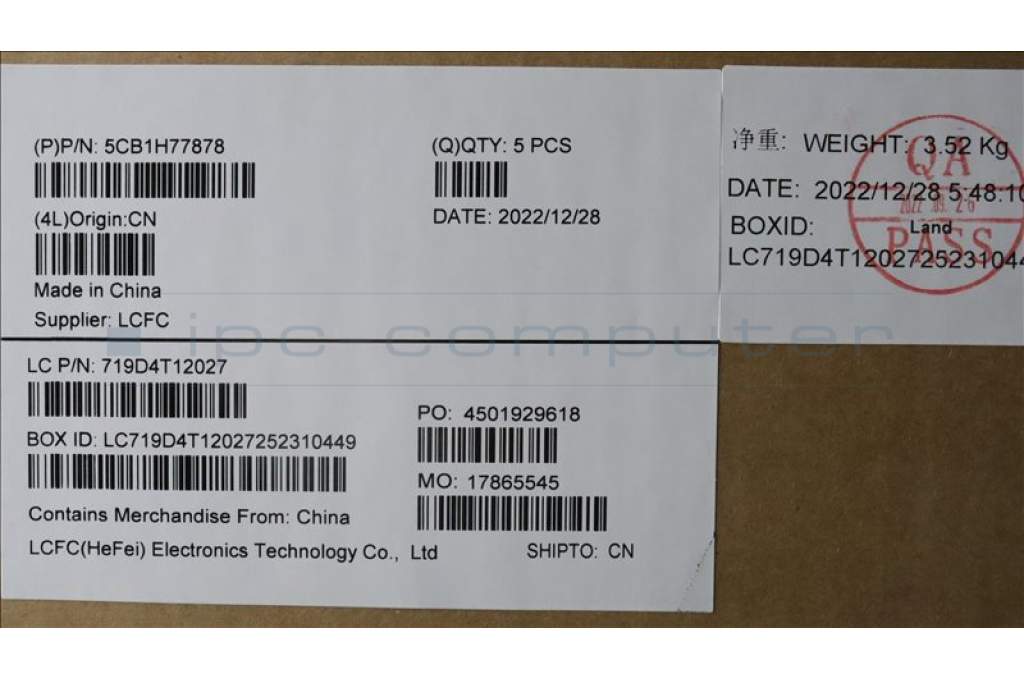 (P)P/N: 5CB1H77878
(Q)QTY: 5 PCS
(4L)Origin:CN
DATE: 2022/12/28
Made in China
Supplier: LCFC
净重: WEIGHT: 3.52 Kg
DATE: 2022/12/28 5:48:10
BOXID: Land
LC719D4T1202725231044
QA
PASS
ipc computer
LC P/N: 719D4T12027
BOX ID: LC719D4T12027252310449
PO: 4501929618
MO: 17865545
Contains Merchandise From: China
LCFC(HeFei) Electronics Technology Co., Ltd
SHIPTO: CN